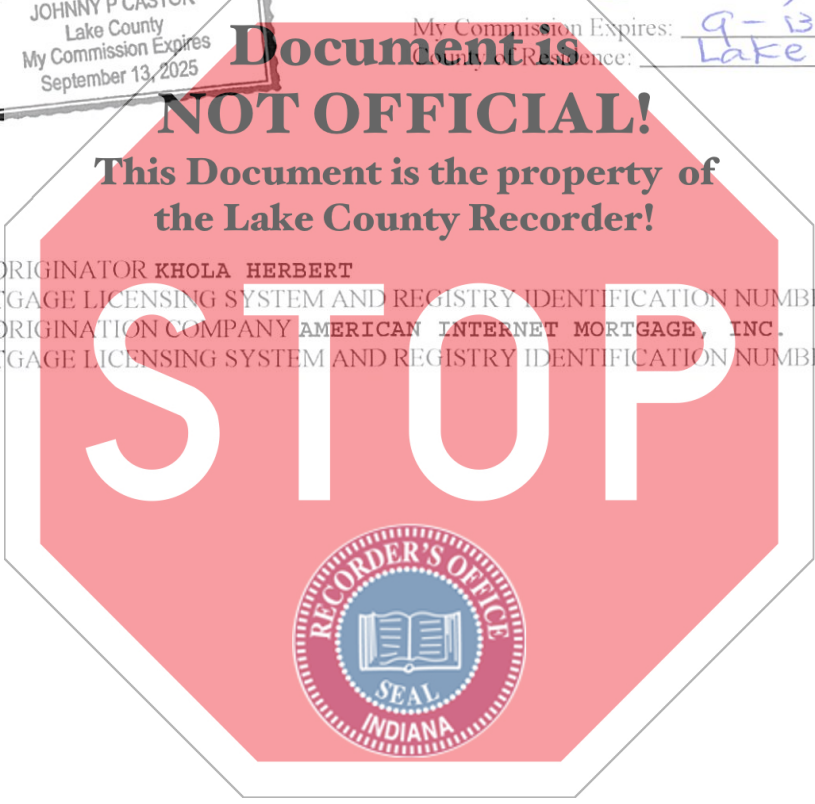 JOHNNY P CASTOR
Lake County
My Commission Expires
September 13, 2025
My Commission Expires: 9-13
County of Residence: Lake
Document is
NOT OFFICIAL!
This Document is the property of
the Lake County Recorder!
ORIGINATOR KHOLA HERBERT
GAGE LICENSING SYSTEM AND REGISTRY IDENTIFICATION NUMB
ORIGINATION COMPANY AMERICAN INTERNET MORTGAGE, INC.
GAGE LICENSING SYSTEM AND REGISTRY IDENTIFICATION NUMB
STOP
RECORDER'S OFFICE
SEAL
INDIANA